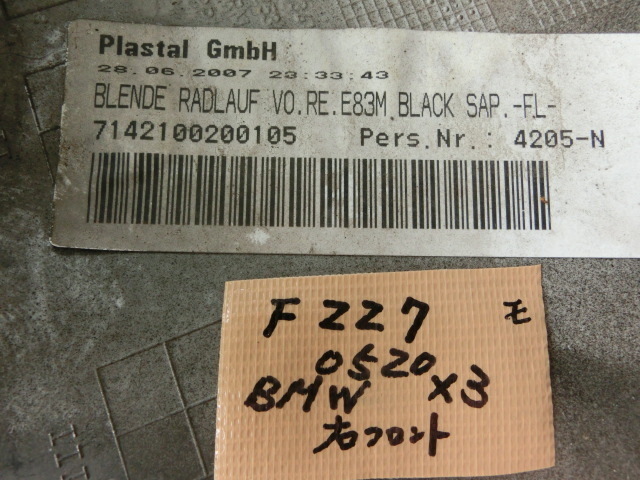 Plastal GmbH
28.06.2007 23:33:43
BLENDE RADLAUF VO.RE.E83M BLACK SAP.-FL-
7142100200105 Pers.Nr.: 4205-N
FZZ7 モ
0520
BMW X3
右フロント